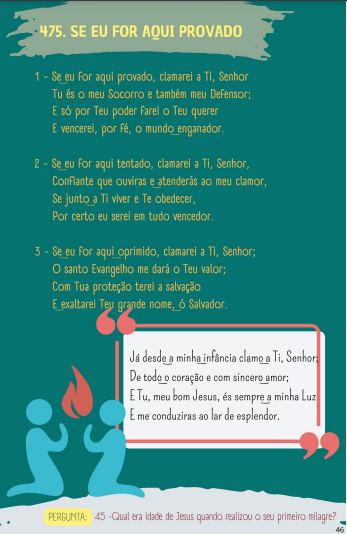 475. SE EU FOR AQUI PROVADO
1 - Se eu for aqui provado, clamarei a Ti, Senhor
Tu és o meu Socorro e também meu Defensor;
E só por Teu poder farei o Teu querer
E vencerei, por fé, o mundo enganador.
2 - Se eu for aqui tentado, clamarei a Ti, Senhor,
Confiante que ouviras e atenderás ao meu clamor,
Se junto a Ti viver e Te obedecer,
Por certo eu serei em tudo vencedor.
3 - Se eu for aqui oprimido, clamarei a Ti, Senhor;
O santo Evangelho me dará o Teu valor;
Com Tua proteção terei a salvação
E exaltarei Teu grande nome, ó Salvador.
Já desde a minha infância clamo a Ti, Senhor;
De todo o coração e com sincero amor;
E Tu, meu bom Jesus, és sempre a minha Luz
E me conduziras ao lar de esplendor.
PERGUNTA: 45 -Qual era idade de Jesus quando realizou o seu primeiro milagre?
46